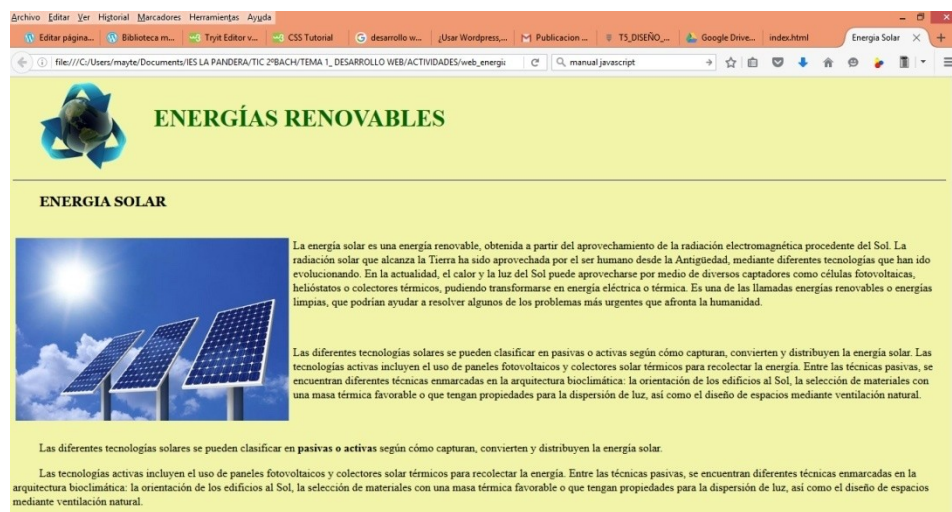 Archivo Editar Ver Historial Marcadores Herramientas Ayuda
Editar página... Biblioteca m... Tryit Editor v... CSS Tutorial desarrollo w... ¿Usar Wordpress,... Publicacion ... T5_DISEÑO_... Google Drive... index.html Energia Solar
file:///C:/Users/mayte/Documents/IES LA PANDERA/TIC 2ºBACH/TEMA 1_ DESARROLLO WEB/ACTIVIDADES/web_energia manual javascript
ENERGÍAS RENOVABLES
ENERGIA SOLAR
La energía solar es una energía renovable, obtenida a partir del aprovechamiento de la radiación electromagnética procedente del Sol. La
radiación solar que alcanza la Tierra ha sido aprovechada por el ser humano desde la Antigüedad, mediante diferentes tecnologías que han ido
evolucionando. En la actualidad, el calor y la luz del Sol puede aprovecharse por medio de diversos captadores como células fotovoltaicas,
helióstatos o colectores térmicos, pudiendo transformarse en energía eléctrica o térmica. Es una de las llamadas energías renovables o energías
limpias, que podrían ayudar a resolver algunos de los problemas más urgentes que afronta la humanidad.
Las diferentes tecnologías solares se pueden clasificar en pasivas o activas según cómo capturan, convierten y distribuyen la energía solar. Las
tecnologías activas incluyen el uso de paneles fotovoltaicos y colectores solar térmicos para recolectar la energía. Entre las técnicas pasivas, se
encuentran diferentes técnicas enmarcadas en la arquitectura bioclimática: la orientación de los edificios al Sol, la selección de materiales con
una masa térmica favorable o que tengan propiedades para la dispersión de luz, así como el diseño de espacios mediante ventilación natural.
Las diferentes tecnologías solares se pueden clasificar en pasivas o activas según cómo capturan, convierten y distribuyen la energía solar.
Las tecnologías activas incluyen el uso de paneles fotovoltaicos y colectores solar térmicos para recolectar la energía. Entre las técnicas pasivas, se encuentran diferentes técnicas enmarcadas en la
arquitectura bioclimática: la orientación de los edificios al Sol, la selección de materiales con una masa térmica favorable o que tengan propiedades para la dispersión de luz, así como el diseño de espacios
mediante ventilación natural.